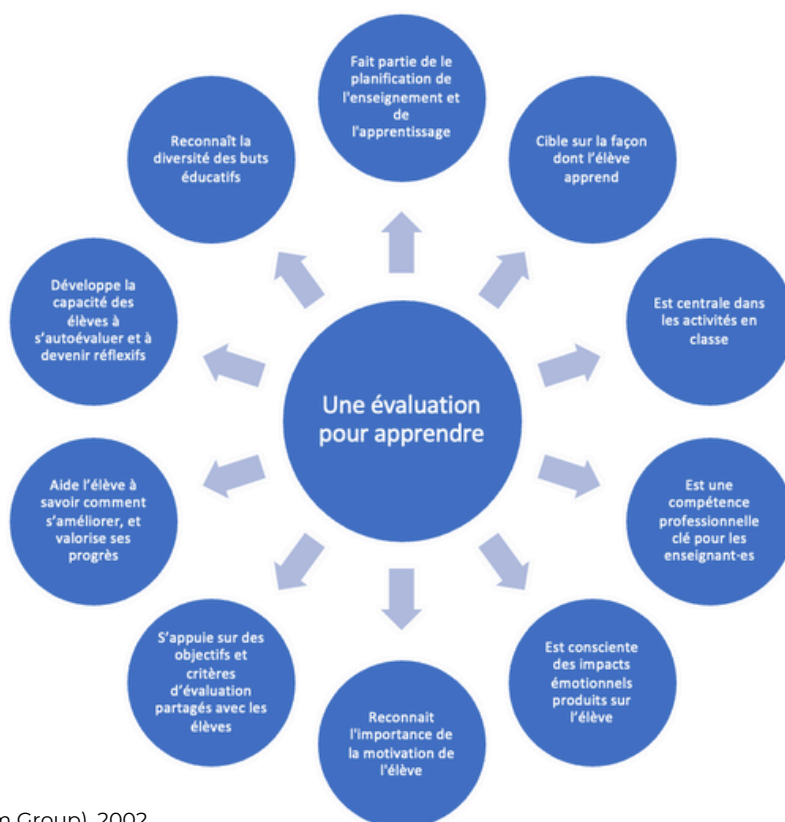 Fait partie de le
planification de
l'enseignement et
de
l'apprentissage
Cible sur la façon
dont l’élève
apprend
Est centrale dans
les activités en
classe
Est une
compétence
professionnelle
clé pour les
enseignant·es
Est consciente
des impacts
émotionnels
produits sur
l’élève
Reconnait
l'importance de
la motivation de
l'élève
S’appuie sur des
objectifs et
critères
d’évaluation
partagés avec les
élèves
Aide l’élève à
savoir comment
s’améliorer, et
valorise ses
progrès
Développe la
capacité des
élèves à
s’autoévaluer et à
devenir réflexifs
Reconnaît la
diversité des buts
éducatifs
Une évaluation
pour apprendre
Group), 2002